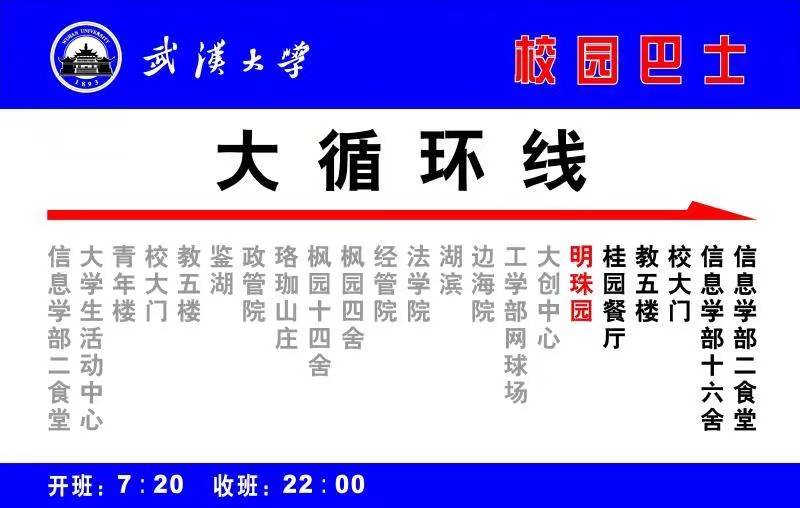 WUHAN UNIVERSITY
1893
武漢大学
校园巴士
大循环线
信息学部二食堂
大学生活动中心
青年楼
校大门
教五楼
鉴湖
政管院
珞珈山庄
枫园十四舍
枫园四舍
经管院
法学院
湖滨
边海院
工学部网球场
大创中心
明珠园
桂园餐厅
教五楼
校大门
信息学部十六舍
信息学部二食堂
开班：7：20 收班：22：00